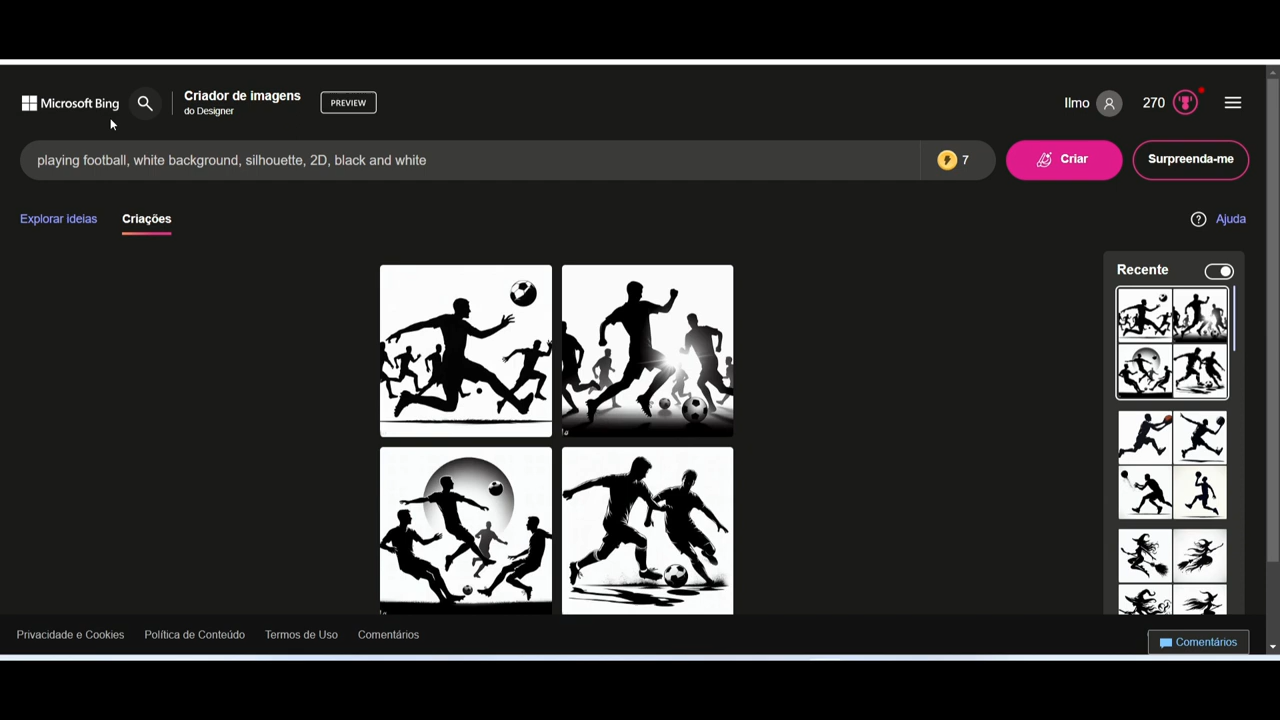 Microsoft Bing
Criador de imagens
do Designer
PREVIEW
Ilmo
270
playing football, white background, silhouette, 2D, black and white
7
Criar
Surpreenda-me
Explorar ideias
Criações
Ajuda
Recente
Privacidade e Cookies
Política de Conteúdo
Termos de Uso
Comentários
Comentários